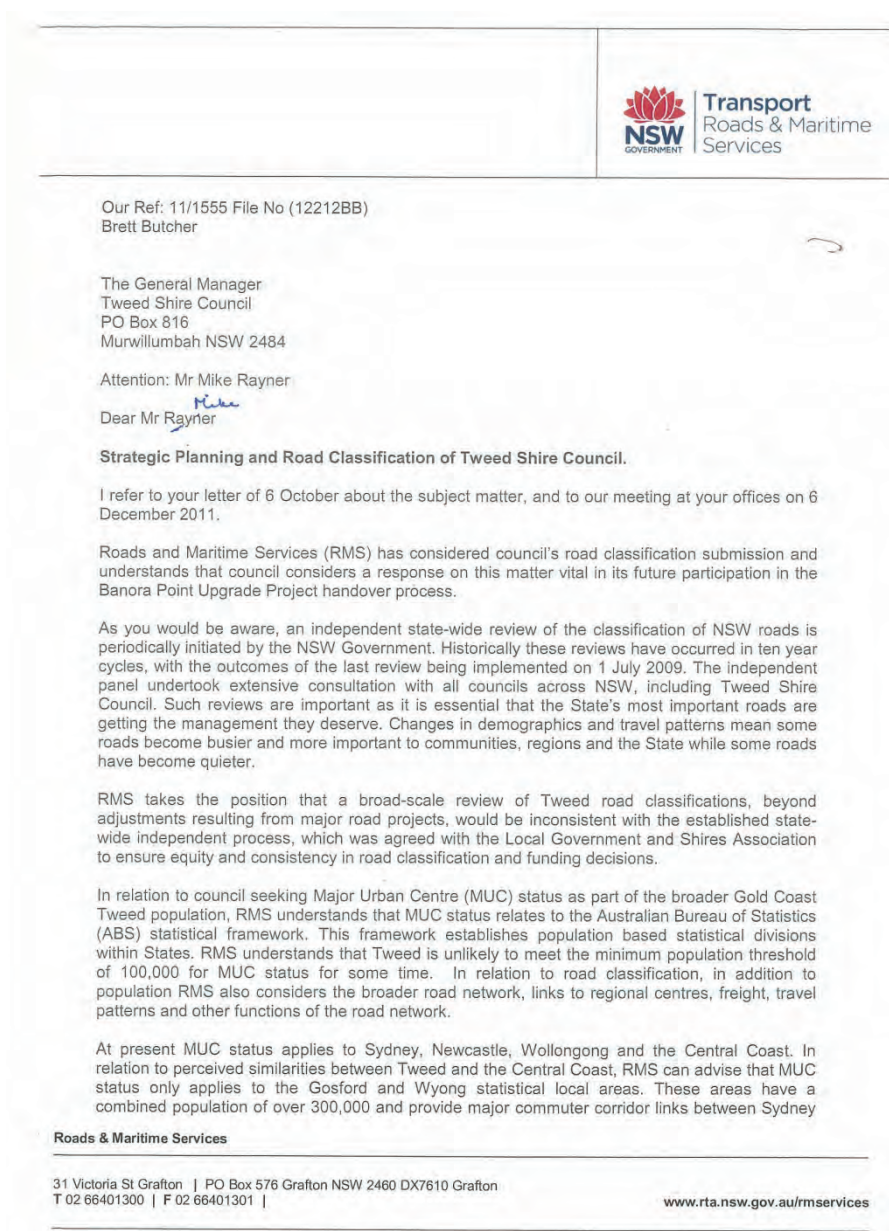 NSW
GOVERNMENT
Transport
Roads & Maritime
Services
Our Ref: 11/1555 File No (12212BB)
Brett Butcher
The General Manager
Tweed Shire Council
PO Box 816
Murwillumbah NSW 2484
Attention: Mr Mike Rayner
Mike
Dear Mr Rayner
Strategic Planning and Road Classification of Tweed Shire Council.
I refer to your letter of 6 October about the subject matter, and to our meeting at your offices on 6
December 2011.
Roads and Maritime Services (RMS) has considered council's road classification submission and
understands that council considers a response on this matter vital in its future participation in the
Banora Point Upgrade Project handover process.
As you would be aware, an independent state-wide review of the classification of NSW roads is
periodically initiated by the NSW Government. Historically these reviews have occurred in ten year
cycles, with the outcomes of the last review being implemented on 1 July 2009. The independent
panel undertook extensive consultation with all councils across NSW, including Tweed Shire
Council. Such reviews are important as it is essential that the State's most important roads are
getting the management they deserve. Changes in demographics and travel patterns mean some
roads become busier and more important to communities, regions and the State while some roads
have become quieter.
RMS takes the position that a broad-scale review of Tweed road classifications, beyond
adjustments resulting from major road projects, would be inconsistent with the established state-
wide independent process, which was agreed with the Local Government and Shires Association
to ensure equity and consistency in road classification and funding decisions.
In relation to council seeking Major Urban Centre (MUC) status as part of the broader Gold Coast
Tweed population, RMS understands that MUC status relates to the Australian Bureau of Statistics
(ABS) statistical framework. This framework establishes population based statistical divisions
within States. RMS understands that Tweed is unlikely to meet the minimum population threshold
of 100,000 for MUC status for some time. In relation to road classification, in addition to
population RMS also considers the broader road network, links to regional centres, freight, travel
patterns and other functions of the road network.
At present MUC status applies to Sydney, Newcastle, Wollongong and the Central Coast. In
relation to perceived similarities between Tweed and the Central Coast, RMS can advise that MUC
status only applies to the Gosford and Wyong statistical local areas. These areas have a
combined population of over 300,000 and provide major commuter corridor links between Sydney
Roads & Maritime Services
31 Victoria St Grafton | PO Box 576 Grafton NSW 2460 DX7610 Grafton
T 02 66401300 | F 02 66401301 |
www.rta.nsw.gov.au/rmservices